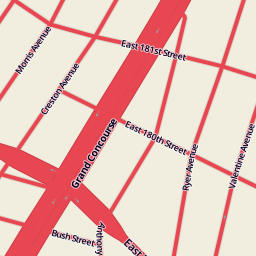 Morris Avenue
East 181st Street
Creston Avenue
Grand Concourse
East 180th Street
Ryer Avenue
Valentine Avenue
Bush Street
Anthony
East